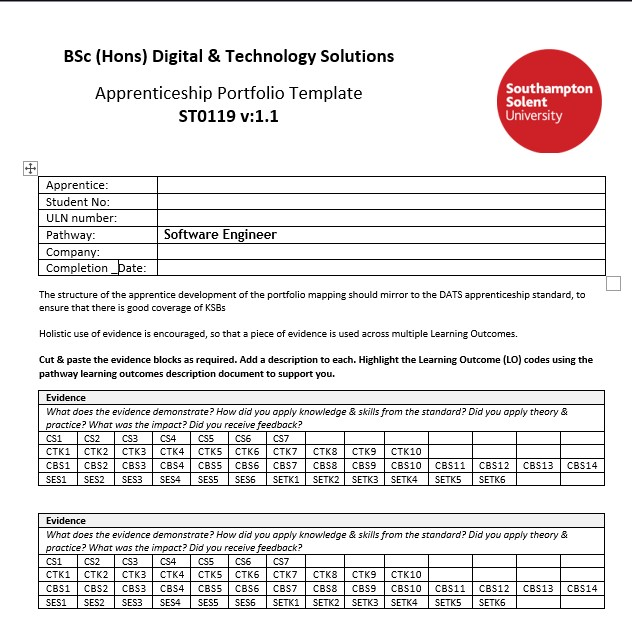 BSc (Hons) Digital & Technology Solutions
Apprenticeship Portfolio Template
ST0119 v:1.1
Southampton
Solent
University
Apprentice:
Student No:
ULN number:
Pathway: Software Engineer
Company:
Completion _Date:
The structure of the apprentice development of the portfolio mapping should mirror to the DATS apprenticeship standard, to
ensure that there is good coverage of KSBs
Holistic use of evidence is encouraged, so that a piece of evidence is used across multiple Learning Outcomes.
Cut & paste the evidence blocks as required. Add a description to each. Highlight the Learning Outcome (LO) codes using the
pathway learning outcomes description document to support you.
Evidence
What does the evidence demonstrate? How did you apply knowledge & skills from the standard? Did you apply theory &
practice? What was the impact? Did you receive feedback?
CS1 CS2 CS3 CS4 CS5 CS6 CS7
CTK1 CTK2 CTK3 CTK4 CTK5 CTK6 CTK7 CTK8 CTK9 CTK10
CBS1 CBS2 CBS3 CBS4 CBS5 CBS6 CBS7 CBS8 CBS9 CBS10 CBS11 CBS12 CBS13 CBS14
SES1 SES2 SES3 SES4 SES5 SES6 SETK1 SETK2 SETK3 SETK4 SETK5 SETK6
Evidence
What does the evidence demonstrate? How did you apply knowledge & skills from the standard? Did you apply theory &
practice? What was the impact? Did you receive feedback?
CS1 CS2 CS3 CS4 CS5 CS6 CS7
CTK1 CTK2 CTK3 CTK4 CTK5 CTK6 CTK7 CTK8 CTK9 CTK10
CBS1 CBS2 CBS3 CBS4 CBS5 CBS6 CBS7 CBS8 CBS9 CBS10 CBS11 CBS12 CBS13 CBS14
SES1 SES2 SES3 SES4 SES5 SES6 SETK1 SETK2 SETK3 SETK4 SETK5 SETK6